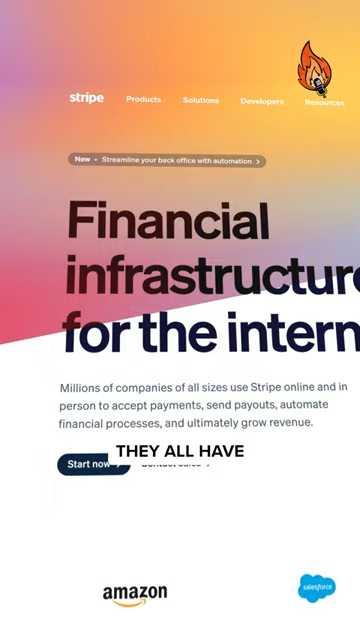 stripe Products Solutions Developers Resources
New • Streamline your back office with automation >
Financial
infrastructure
for the intern
Millions of companies of all sizes use Stripe online and in
person to accept payments, send payouts, automate
financial processes, and ultimately grow revenue.
Start now
Contact sales
THEY ALL HAVE
amazon
salesforce